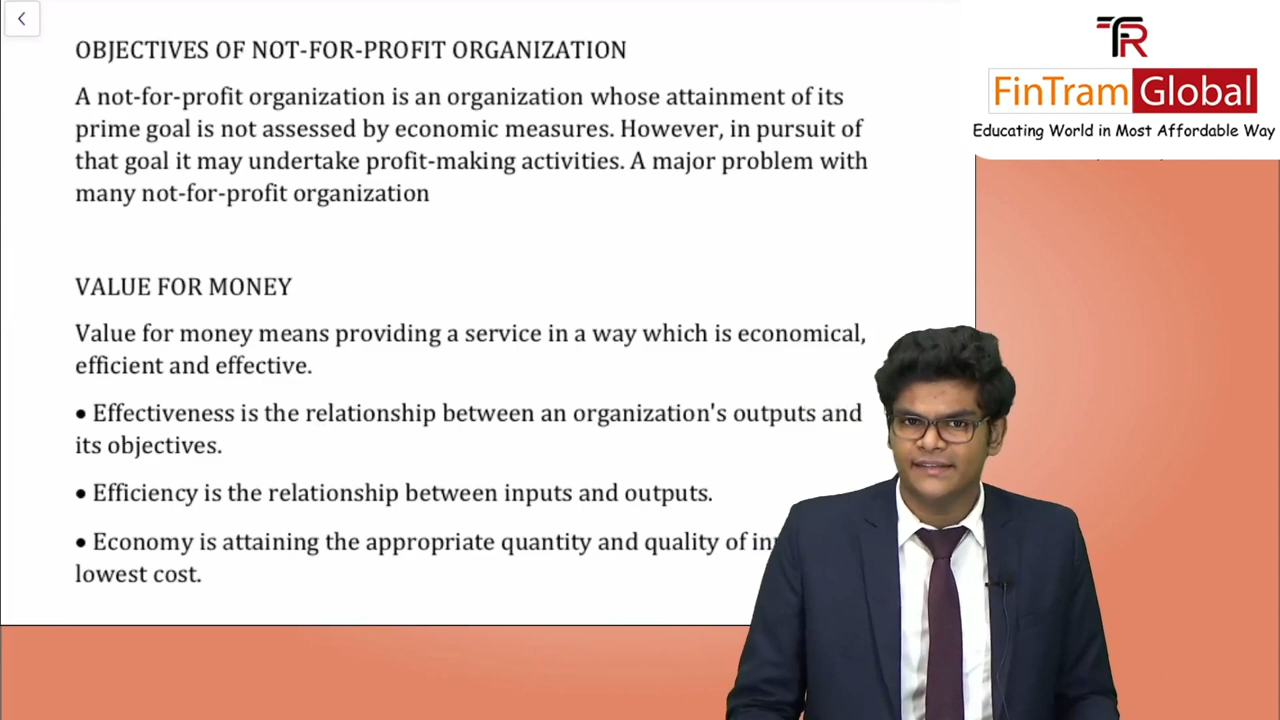 OBJECTIVES OF NOT-FOR-PROFIT ORGANIZATION
A not-for-profit organization is an organization whose attainment of its
prime goal is not assessed by economic measures. However, in pursuit of
that goal it may undertake profit-making activities. A major problem with
many not-for-profit organization
VALUE FOR MONEY
Value for money means providing a service in a way which is economical,
efficient and effective.
• Effectiveness is the relationship between an organization's outputs and
its objectives.
• Efficiency is the relationship between inputs and outputs.
• Economy is attaining the appropriate quantity and quality of
lowest cost.
FinTram Global
Educating World in Most Affordable Way